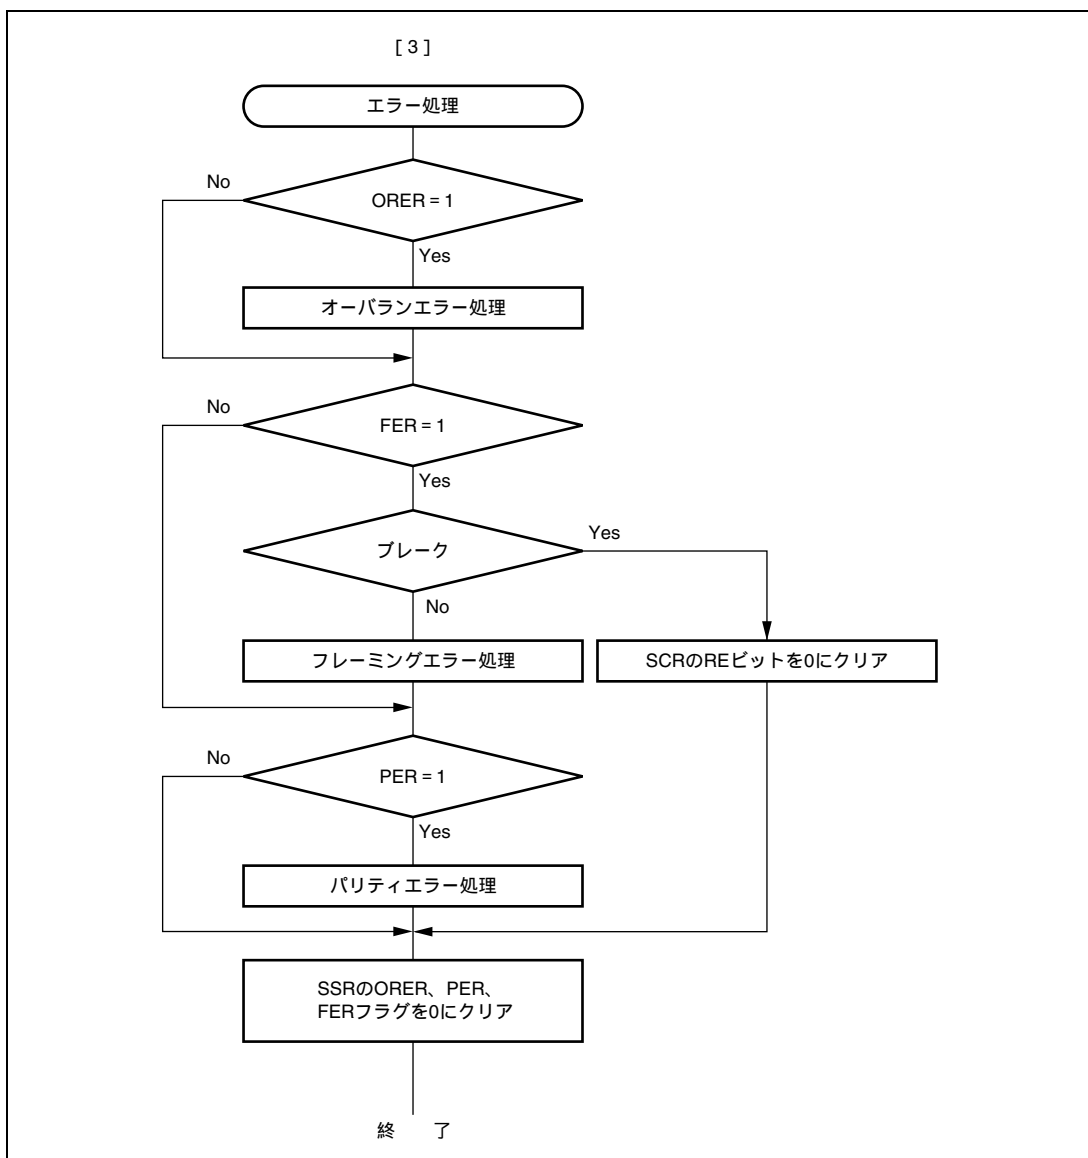 [ 3 ]
エラー処理
No
ORER = 1
Yes
オーバランエラー処理
No
FER = 1
Yes
ブレーク
Yes
No
フレーミングエラー処理
SCRのREビットを0にクリア
No
PER = 1
Yes
パリティエラー処理
SSRのORER、PER、
FERフラグを0にクリア
終 了